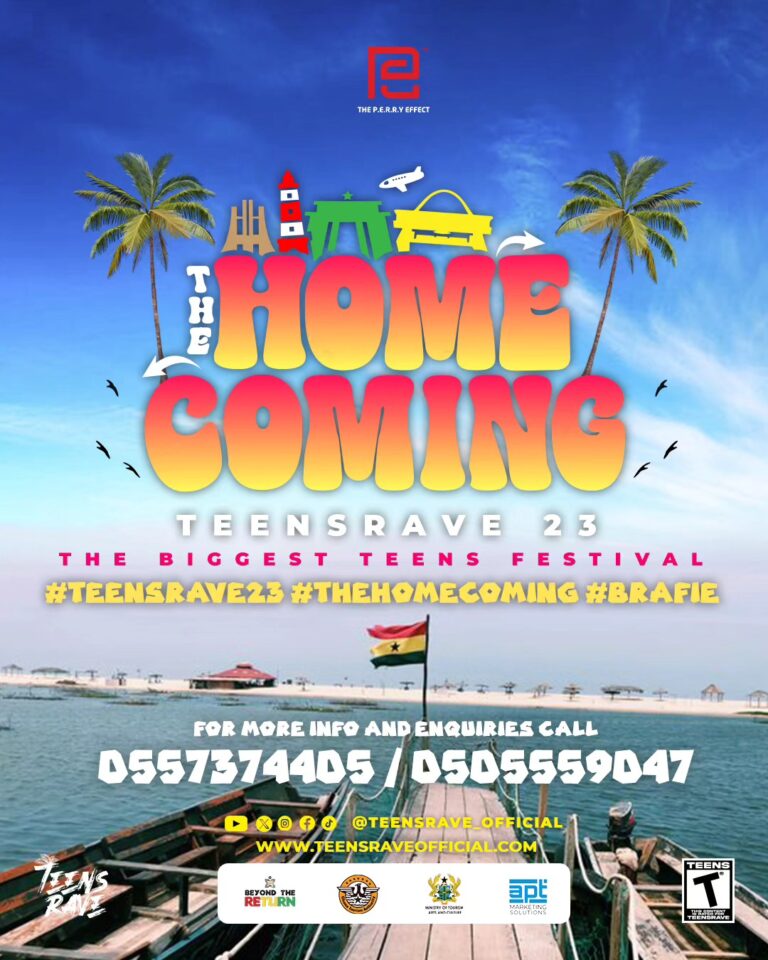 THE P.E.R.R.Y EFFECT
THE
HOME
COMING
TEENSRAVE 23
THE BIGGEST TEENS FESTIVAL
#TEENSRAVE23 #THEHOMECOMING #BRAFIE
FOR MORE INFO AND ENQUIRIES CALL
0557374405 / 0505559047
@TEENSRAVE_OFFICIAL
WWW.TEENSRAVEOFFICIAL.COM
TEENS
RAVE
BEYOND THE
RETURN
MINISTRY OF TOURISM
ARTS AND CULTURE
apt
MARKETING
SOLUTIONS
TEENS
T